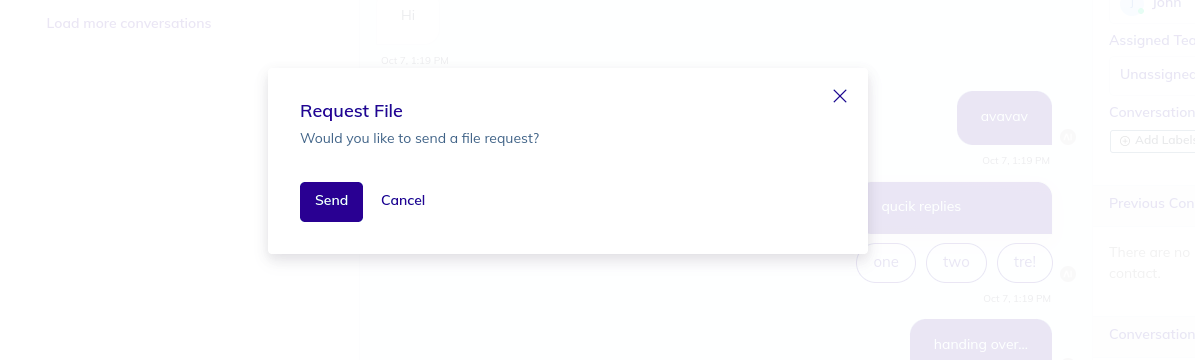 Load more conversations
Hi
Oct 7, 1:19 PM
Request File
Would you like to send a file request?
Send
Cancel
avavav
Oct 7, 1:19 PM
qucik replies
one
two
tre!
Oct 7, 1:19 PM
handing over...
John
Assigned Tea
Unassigned
Conversation
Add Labels
Previous Con
There are no
contact.
Conversation